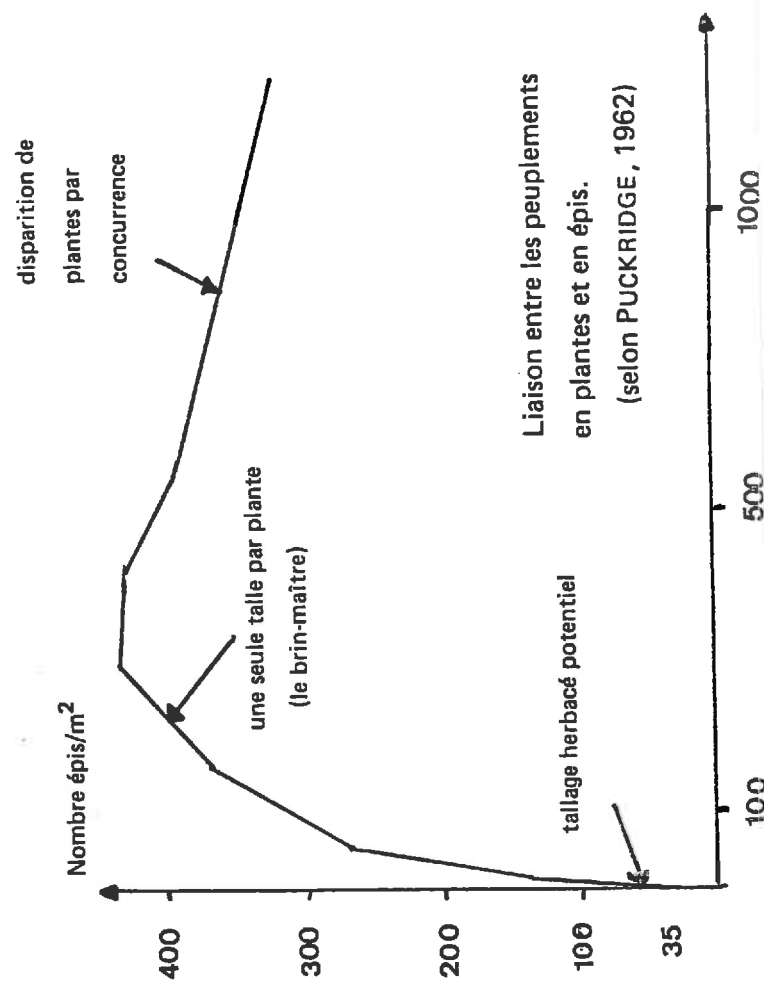 Nombre épis/m²
400
300
200
100
35
disparition de
plantes par
concurrence
une seule talle par plante
(le brin-maître)
tallage herbacé potentiel
Liaison entre les peuplements
en plantes et en épis.
(selon PUCKRIDGE, 1962)
100
500
1000